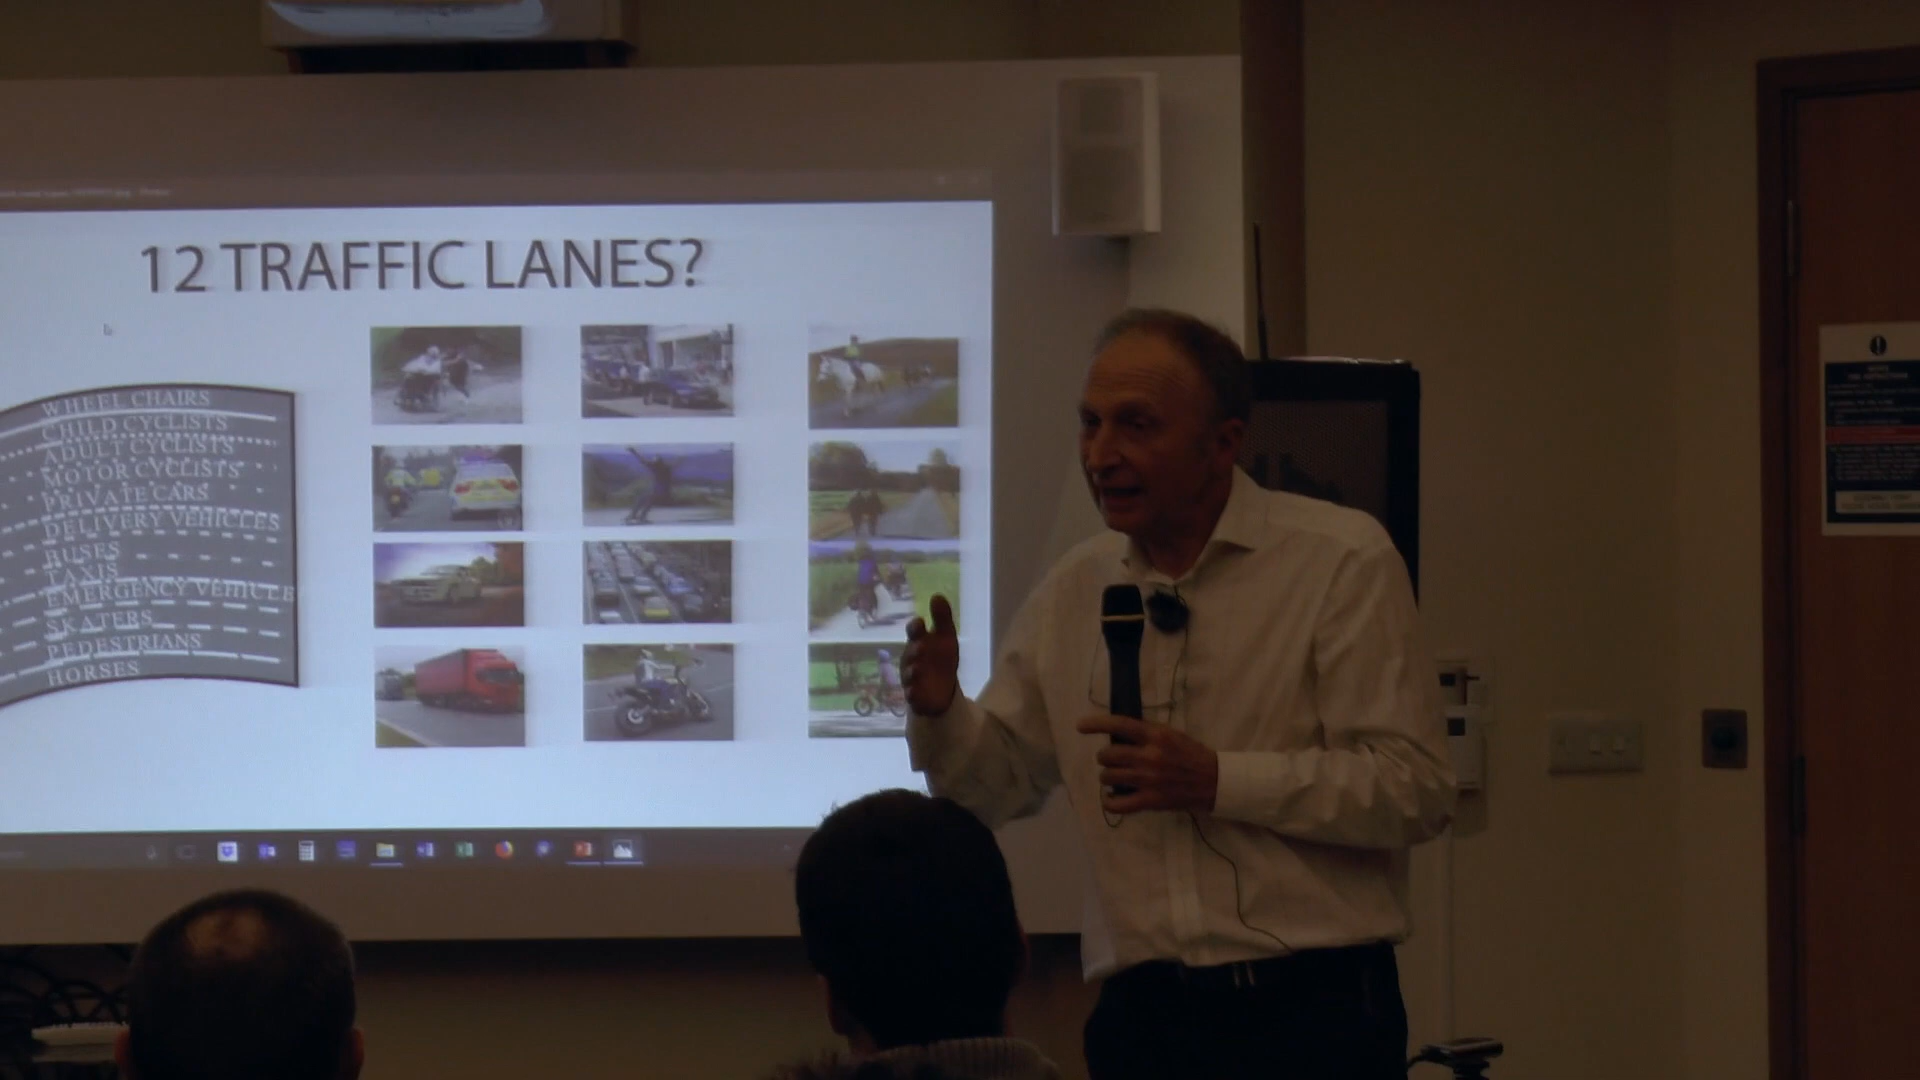 12 TRAFFIC LANES?
WHEEL CHAIRS
CHILD CYCLISTS
ADULT CYCLISTS
MOTOR CYCLISTS
PRIVATE CARS
DELIVERY VEHICLES
BUSES
TAXIS
EMERGENCY VEHICLE
SKATERS
PEDESTRIANS
HORSES